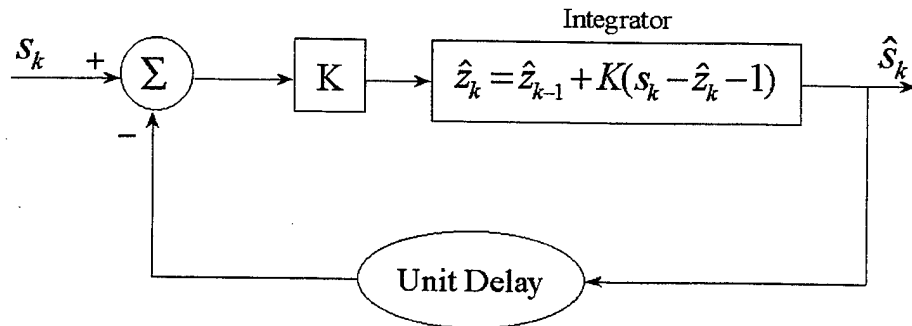 Integrator
s_k
+
Σ
K
ẑ_k = ẑ_{k-1} + K(s_k - ẑ_k - 1)
ŝ_k
−
Unit Delay